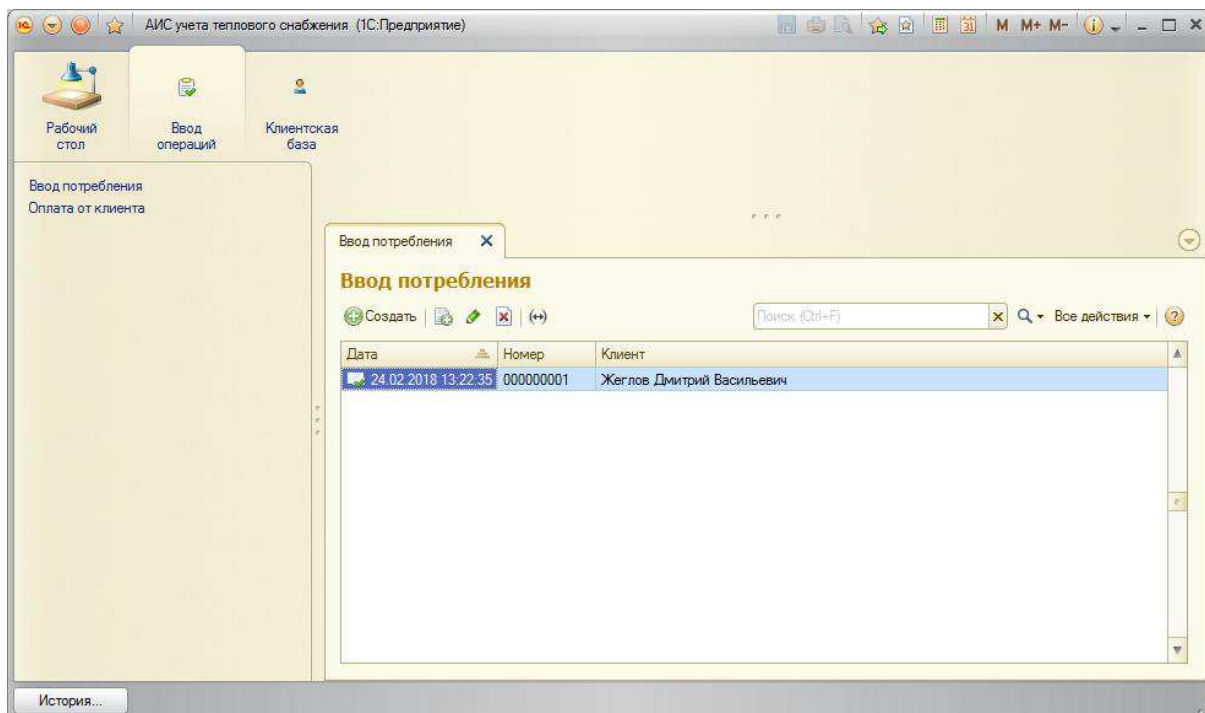 АИС учета теплового снабжения (1С:Предприятие)
M M+ M-
Рабочий стол
Ввод операций
Клиентская база
Ввод потребления
Оплата от клиента
Ввод потребления
Ввод потребления
Создать
Поиск (Ctrl+F)
Все действия
Дата Номер Клиент
24.02.2018 13:22:35 000000001 Жеглов Дмитрий Васильевич
История...